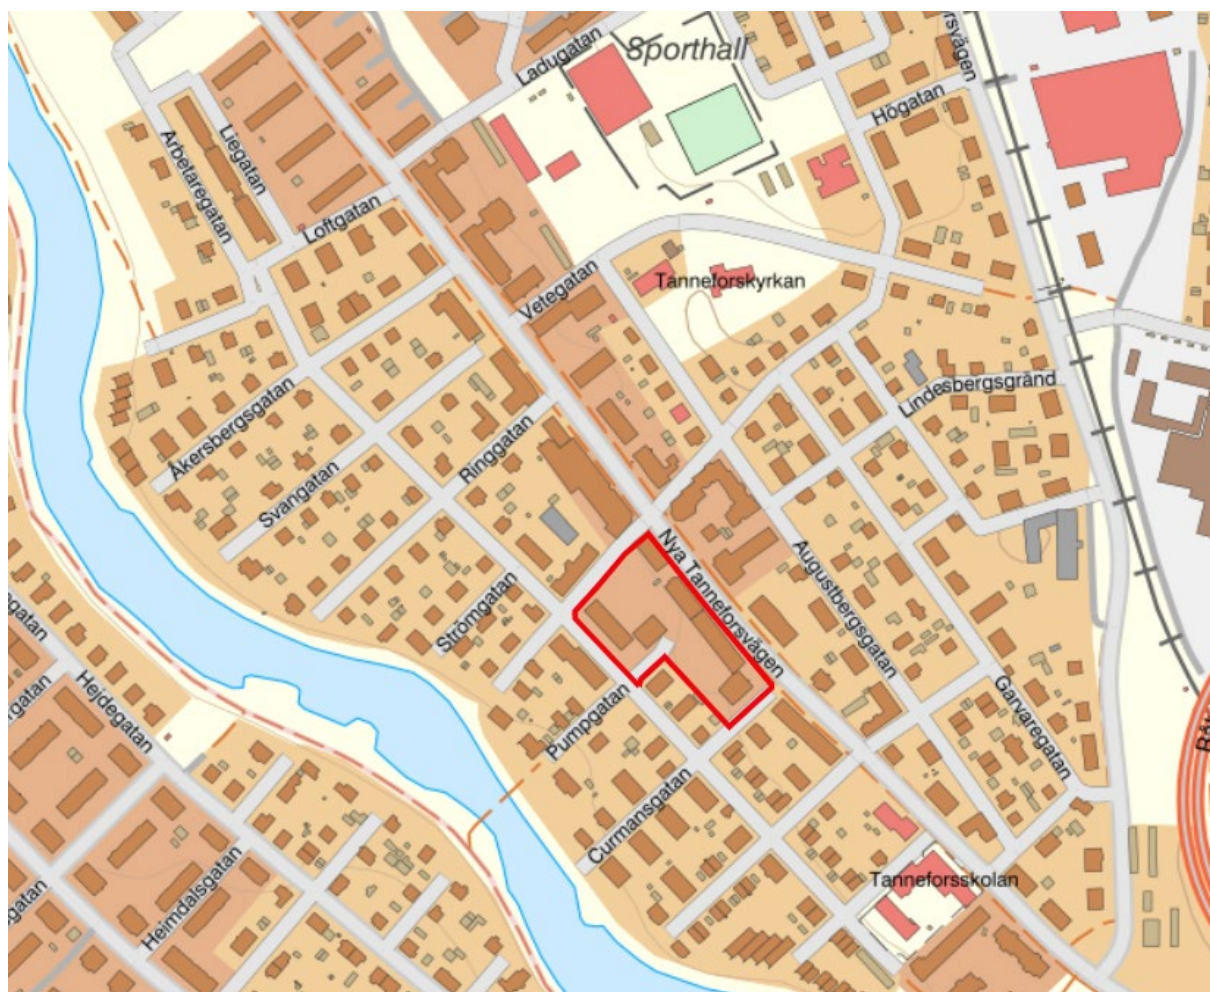 Sporthall
Ladugatan
rsvägen
Högatan
Liegatan
Arbetaregatan
Loftgatan
Vetegatan
Tanneforskyrkan
Lindesbergsgränd
Åkersbergsgatan
Ringgatan
Svangatan
Nya Tanneforsvägen
Augustbergsgatan
Strömgatan
Garvaregatan
Pumpgatan
Hejdegatan
Curmansgatan
Tanneforsskolan
Heimdalsgatan